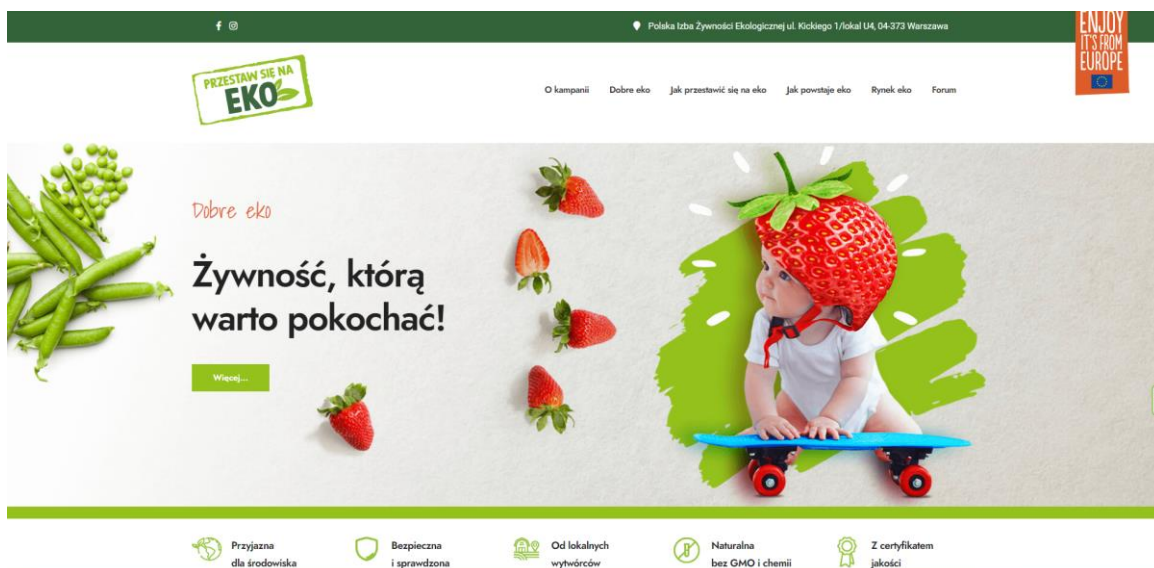 Polska Izba Żywności Ekologicznej ul. Kickiego 1/lokal U4, 04-373 Warszawa
ENJOY
IT'S FROM
EUROPE
PRZESTAW SIĘ NA
EKO
O kampanii Dobre eko Jak przestawić się na eko Jak powstaje eko Rynek eko Forum
Dobre eko
Żywność, którą
warto pokochać!
Więcej...
Przyjazna
dla środowiska
Bezpieczna
i sprawdzona
Od lokalnych
wytwórców
Naturalna
bez GMO i chemii
Z certyfikatem
jakości